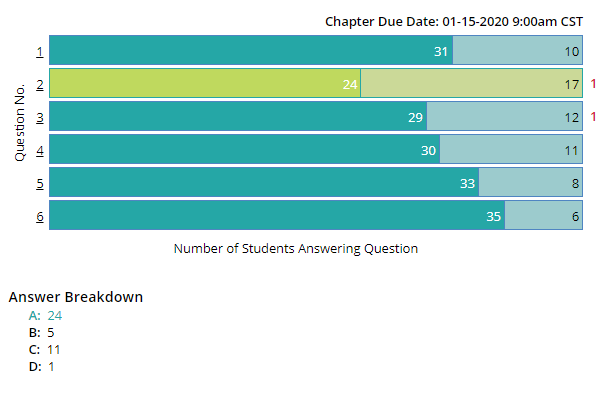 Chapter Due Date: 01-15-2020 9:00am CST
Question No.
1 31 10
2 24 17 1
3 29 12 1
4 30 11
5 33 8
6 35 6
Number of Students Answering Question
Answer Breakdown
A: 24
B: 5
C: 11
D: 1